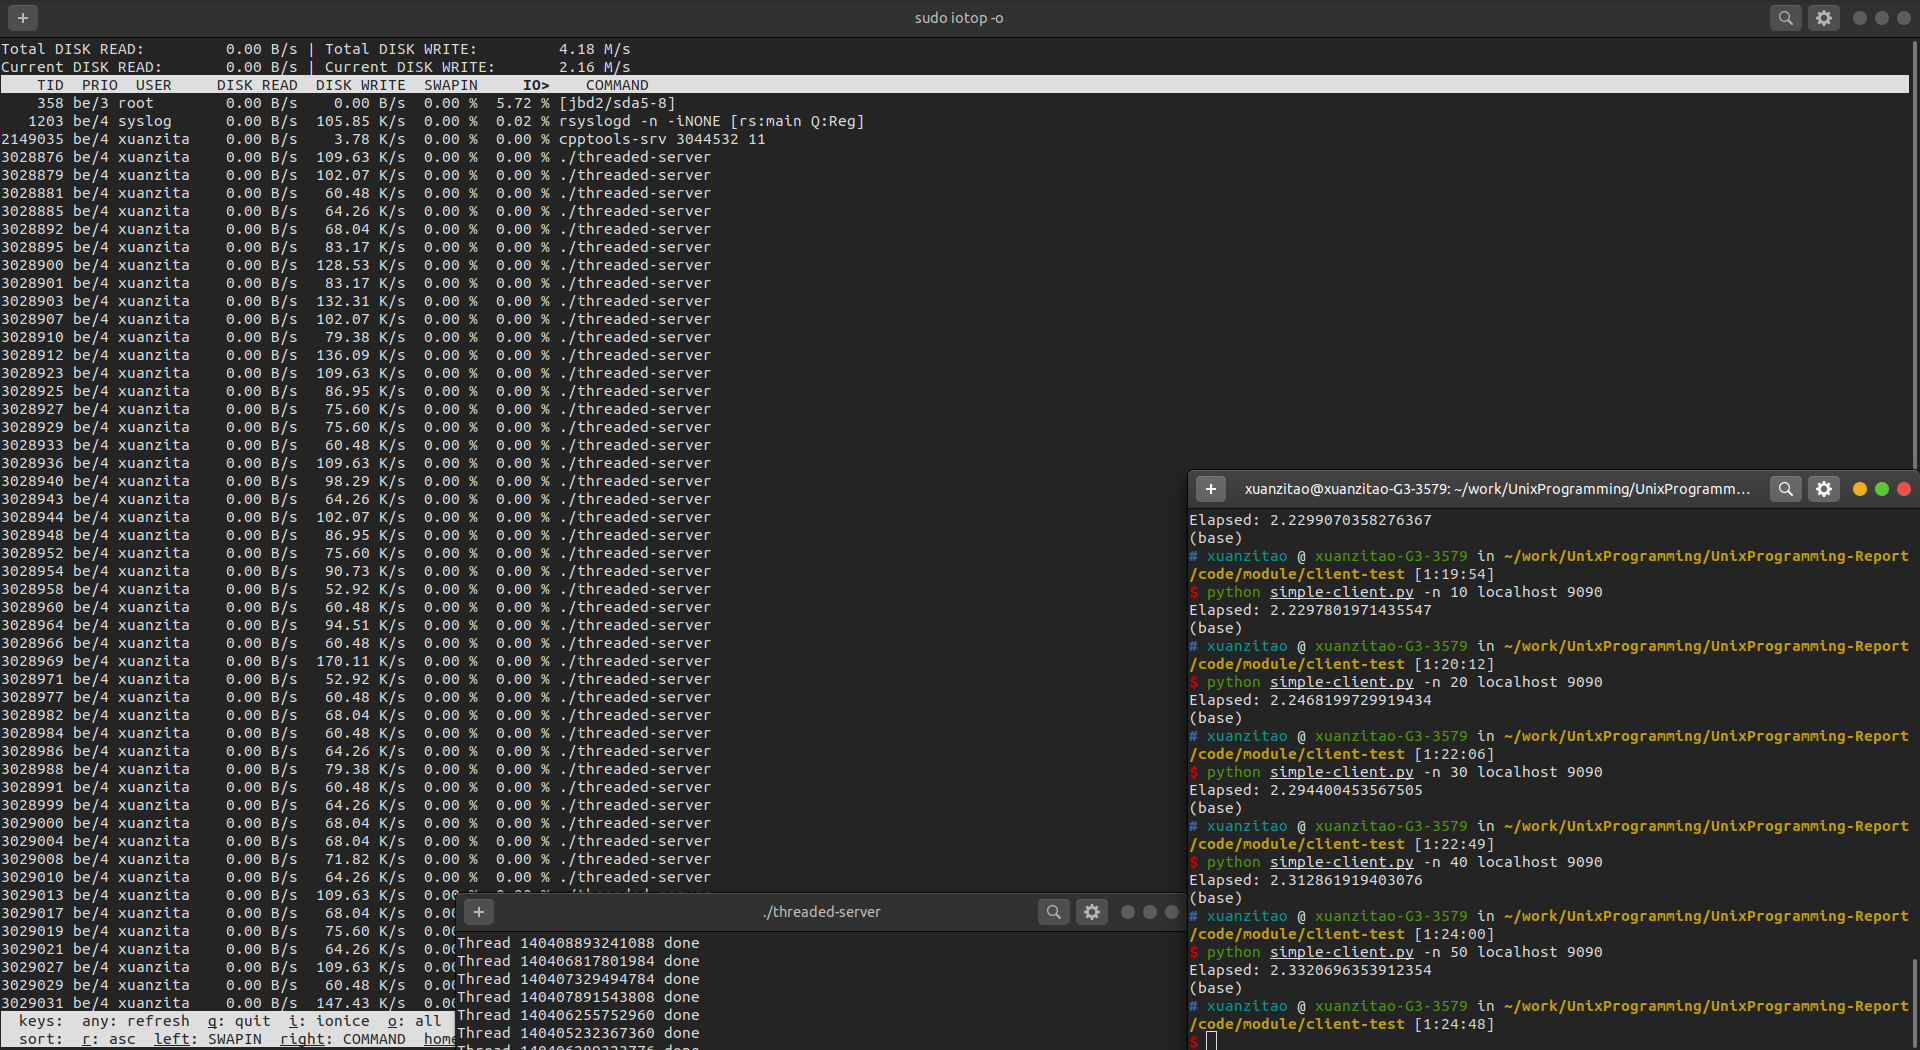 sudo iotop -o
Total DISK READ:         0.00 B/s | Total DISK WRITE:         4.18 M/s
Current DISK READ:       0.00 B/s | Current DISK WRITE:       2.16 M/s
TID  PRIO  USER     DISK READ  DISK WRITE  SWAPIN     IO>    COMMAND
358 be/3 root        0.00 B/s    0.00 B/s  0.00 %  5.72 % [jbd2/sda5-8]
1203 be/4 syslog      0.00 B/s  105.85 K/s  0.00 %  0.02 % rsyslogd -n -iNONE [rs:main Q:Reg]
2149035 be/4 xuanzita    0.00 B/s    3.78 K/s  0.00 %  0.00 % cpptools-srv 3044532 11
3028876 be/4 xuanzita    0.00 B/s  109.63 K/s  0.00 %  0.00 % ./threaded-server
3028879 be/4 xuanzita    0.00 B/s  102.07 K/s  0.00 %  0.00 % ./threaded-server
3028881 be/4 xuanzita    0.00 B/s   60.48 K/s  0.00 %  0.00 % ./threaded-server
3028885 be/4 xuanzita    0.00 B/s   64.26 K/s  0.00 %  0.00 % ./threaded-server
3028892 be/4 xuanzita    0.00 B/s   68.04 K/s  0.00 %  0.00 % ./threaded-server
3028895 be/4 xuanzita    0.00 B/s   83.17 K/s  0.00 %  0.00 % ./threaded-server
3028900 be/4 xuanzita    0.00 B/s  128.53 K/s  0.00 %  0.00 % ./threaded-server
3028901 be/4 xuanzita    0.00 B/s   83.17 K/s  0.00 %  0.00 % ./threaded-server
3028903 be/4 xuanzita    0.00 B/s  132.31 K/s  0.00 %  0.00 % ./threaded-server
3028907 be/4 xuanzita    0.00 B/s  102.07 K/s  0.00 %  0.00 % ./threaded-server
3028910 be/4 xuanzita    0.00 B/s   79.38 K/s  0.00 %  0.00 % ./threaded-server
3028912 be/4 xuanzita    0.00 B/s  136.09 K/s  0.00 %  0.00 % ./threaded-server
3028923 be/4 xuanzita    0.00 B/s  109.63 K/s  0.00 %  0.00 % ./threaded-server
3028925 be/4 xuanzita    0.00 B/s   86.95 K/s  0.00 %  0.00 % ./threaded-server
3028927 be/4 xuanzita    0.00 B/s   75.60 K/s  0.00 %  0.00 % ./threaded-server
3028929 be/4 xuanzita    0.00 B/s   75.60 K/s  0.00 %  0.00 % ./threaded-server
3028933 be/4 xuanzita    0.00 B/s   60.48 K/s  0.00 %  0.00 % ./threaded-server
3028936 be/4 xuanzita    0.00 B/s  109.63 K/s  0.00 %  0.00 % ./threaded-server
3028940 be/4 xuanzita    0.00 B/s   98.29 K/s  0.00 %  0.00 % ./threaded-server
3028943 be/4 xuanzita    0.00 B/s   64.26 K/s  0.00 %  0.00 % ./threaded-server
3028944 be/4 xuanzita    0.00 B/s  102.07 K/s  0.00 %  0.00 % ./threaded-server
3028948 be/4 xuanzita    0.00 B/s   86.95 K/s  0.00 %  0.00 % ./threaded-server
3028952 be/4 xuanzita    0.00 B/s   75.60 K/s  0.00 %  0.00 % ./threaded-server
3028954 be/4 xuanzita    0.00 B/s   90.73 K/s  0.00 %  0.00 % ./threaded-server
3028958 be/4 xuanzita    0.00 B/s   52.92 K/s  0.00 %  0.00 % ./threaded-server
3028960 be/4 xuanzita    0.00 B/s   60.48 K/s  0.00 %  0.00 % ./threaded-server
3028964 be/4 xuanzita    0.00 B/s   94.51 K/s  0.00 %  0.00 % ./threaded-server
3028966 be/4 xuanzita    0.00 B/s   60.48 K/s  0.00 %  0.00 % ./threaded-server
3028969 be/4 xuanzita    0.00 B/s  170.11 K/s  0.00 %  0.00 % ./threaded-server
3028971 be/4 xuanzita    0.00 B/s   52.92 K/s  0.00 %  0.00 % ./threaded-server
3028977 be/4 xuanzita    0.00 B/s   60.48 K/s  0.00 %  0.00 % ./threaded-server
3028982 be/4 xuanzita    0.00 B/s   68.04 K/s  0.00 %  0.00 % ./threaded-server
3028984 be/4 xuanzita    0.00 B/s   60.48 K/s  0.00 %  0.00 % ./threaded-server
3028986 be/4 xuanzita    0.00 B/s   64.26 K/s  0.00 %  0.00 % ./threaded-server
3028988 be/4 xuanzita    0.00 B/s   79.38 K/s  0.00 %  0.00 % ./threaded-server
3028991 be/4 xuanzita    0.00 B/s   60.48 K/s  0.00 %  0.00 % ./threaded-server
3028999 be/4 xuanzita    0.00 B/s   64.26 K/s  0.00 %  0.00 % ./threaded-server
3029000 be/4 xuanzita    0.00 B/s   68.04 K/s  0.00 %  0.00 % ./threaded-server
3029004 be/4 xuanzita    0.00 B/s   68.04 K/s  0.00 %  0.00 % ./threaded-server
3029008 be/4 xuanzita    0.00 B/s   71.82 K/s  0.00 %  0.00 % ./threaded-server
3029010 be/4 xuanzita    0.00 B/s   64.26 K/s  0.00 %  0.00 % ./threaded-server
3029013 be/4 xuanzita    0.00 B/s  109.63 K/s  0.00
3029017 be/4 xuanzita    0.00 B/s   68.04 K/s  0.00
3029019 be/4 xuanzita    0.00 B/s   75.60 K/s  0.00
3029021 be/4 xuanzita    0.00 B/s   64.26 K/s  0.00
3029027 be/4 xuanzita    0.00 B/s  109.63 K/s  0.00
3029029 be/4 xuanzita    0.00 B/s   60.48 K/s  0.00
3029031 be/4 xuanzita    0.00 B/s  147.43 K/s  0.00
keys:  any: refresh  q: quit  i: ionice  o: all
sort:  r: asc  left: SWAPIN  right: COMMAND  home
./threaded-server
Thread 140408893241088 done
Thread 140406817801984 done
Thread 140407329494784 done
Thread 140407891543808 done
Thread 140406255752960 done
Thread 140405232367360 done
Thread 140406289323776 done
xuanzitao@xuanzitao-G3-3579: ~/work/UnixProgramming/UnixProgramm...
Elapsed: 2.2299070358276367
(base)
# xuanzitao @ xuanzitao-G3-3579 in ~/work/UnixProgramming/UnixProgramming-Report
/code/module/client-test [1:19:54]
$ python simple-client.py -n 10 localhost 9090
Elapsed: 2.2297801971435547
(base)
# xuanzitao @ xuanzitao-G3-3579 in ~/work/UnixProgramming/UnixProgramming-Report
/code/module/client-test [1:20:12]
$ python simple-client.py -n 20 localhost 9090
Elapsed: 2.2468199729919434
(base)
# xuanzitao @ xuanzitao-G3-3579 in ~/work/UnixProgramming/UnixProgramming-Report
/code/module/client-test [1:22:06]
$ python simple-client.py -n 30 localhost 9090
Elapsed: 2.294400453567505
(base)
# xuanzitao @ xuanzitao-G3-3579 in ~/work/UnixProgramming/UnixProgramming-Report
/code/module/client-test [1:22:49]
$ python simple-client.py -n 40 localhost 9090
Elapsed: 2.312861919403076
(base)
# xuanzitao @ xuanzitao-G3-3579 in ~/work/UnixProgramming/UnixProgramming-Report
/code/module/client-test [1:24:00]
$ python simple-client.py -n 50 localhost 9090
Elapsed: 2.3320696353912354
(base)
# xuanzitao @ xuanzitao-G3-3579 in ~/work/UnixProgramming/UnixProgramming-Report
/code/module/client-test [1:24:48]
$